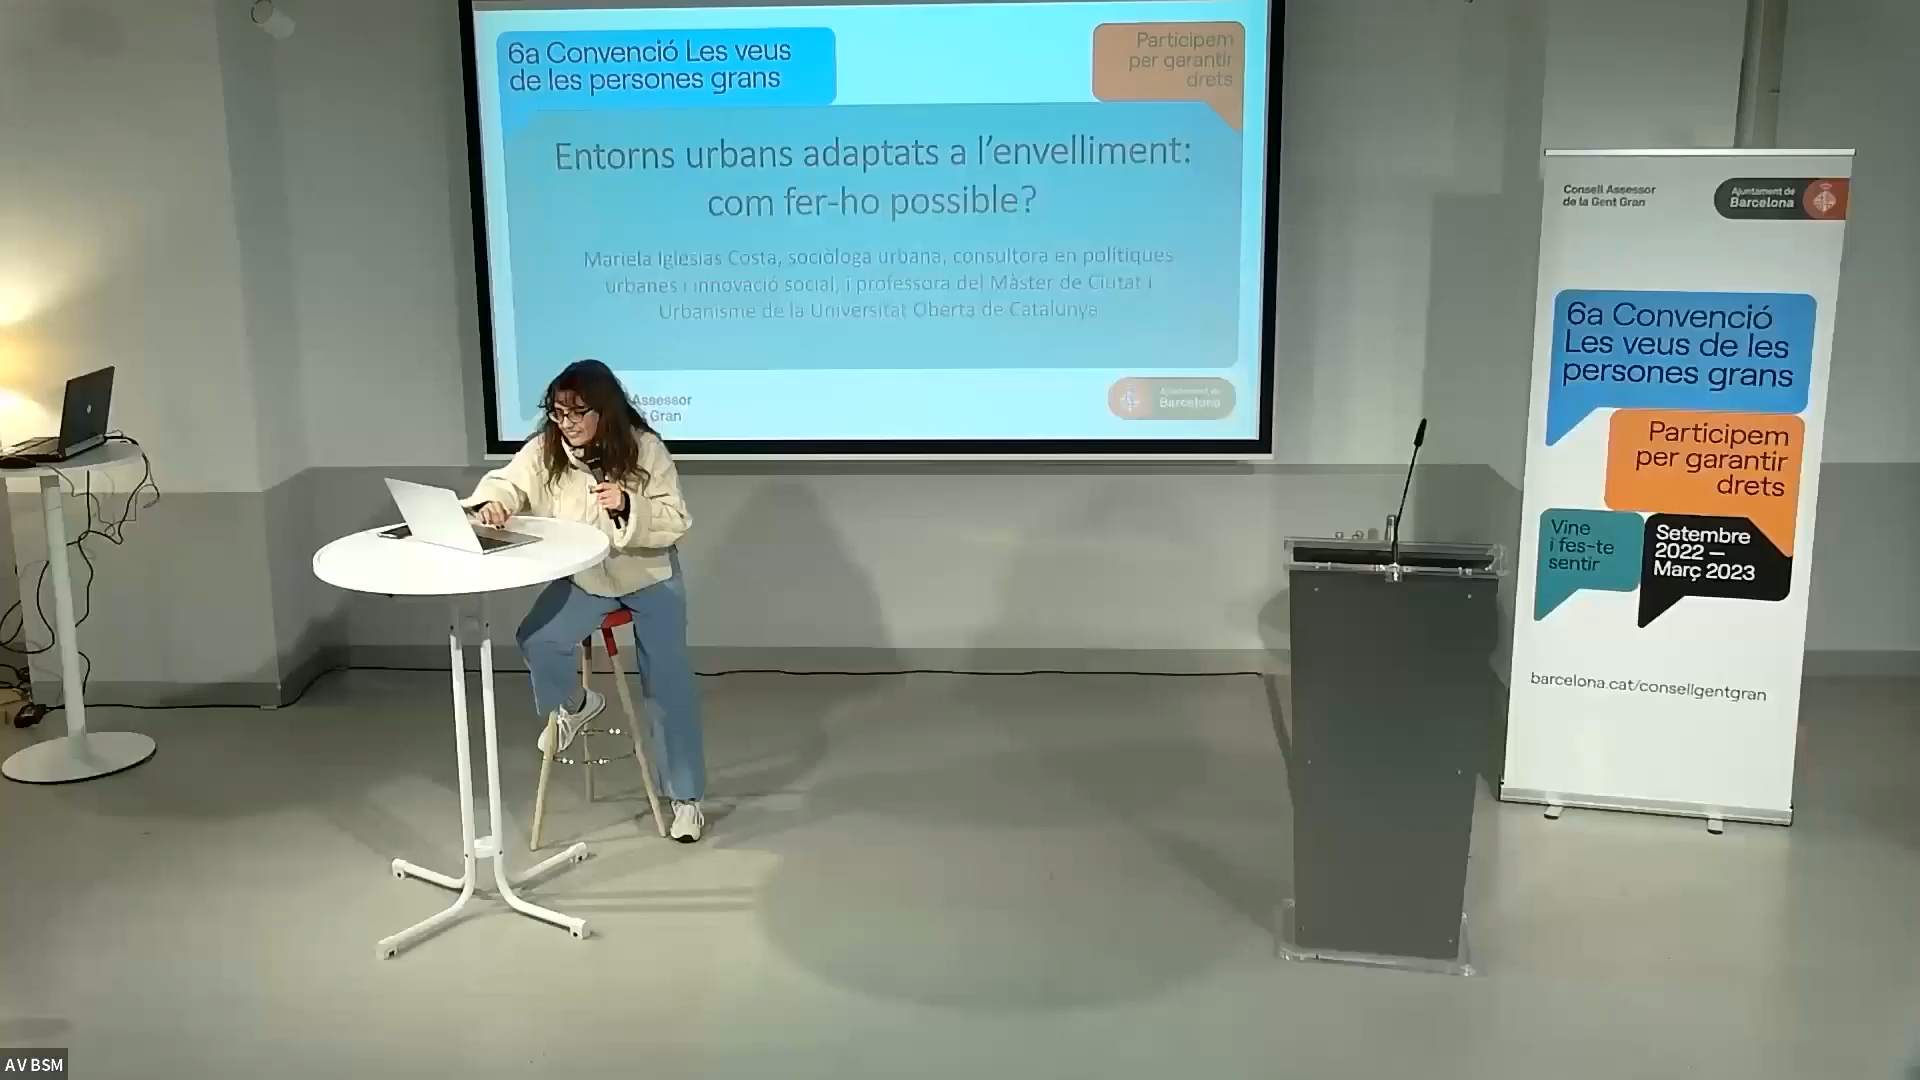 6a Convenció Les veus
de les persones grans
Participem
per garantir
drets
Entorns urbans adaptats a l’envelliment:
com fer-ho possible?
Mariela Iglesias Costa, sociòloga urbana, consultora en polítiques
urbanes i innovació social, i professora del Màster de Ciutat i
Urbanisme de la Universitat Oberta de Catalunya
Assessor
Gran
Ajuntament de
Barcelona
Consell Assessor
de la Gent Gran
Ajuntament de
Barcelona
6a Convenció
Les veus de les
persones grans
Participem
per garantir
drets
Vine
i fes-te
sentir
Setembre
2022 —
Març 2023
barcelona.cat/consellgentgran
AV BSM